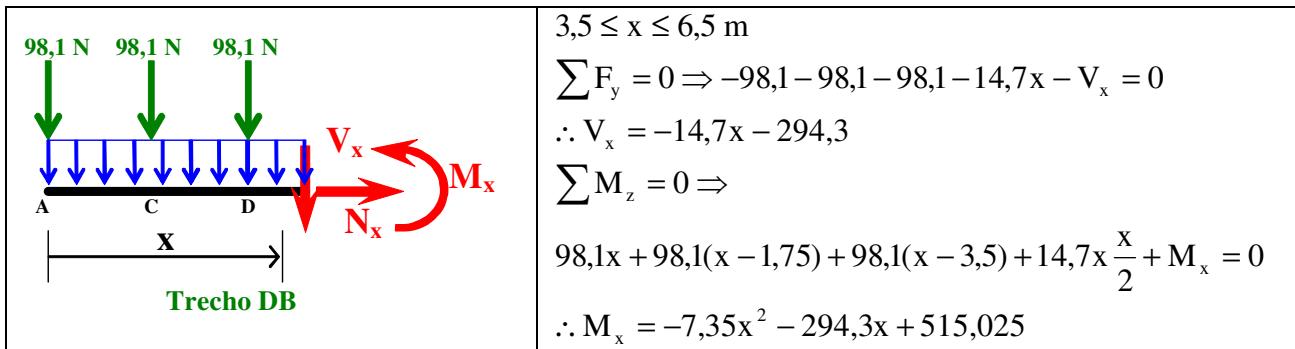 98,1 N 98,1 N 98,1 N
V_x
M_x
A C D
N_x
x
Trecho DB
3,5 ≤ x ≤ 6,5 m
∑F_y = 0 ⇒ −98,1 − 98,1 − 98,1 − 14,7x − V_x = 0
∴ V_x = −14,7x − 294,3
∑M_z = 0 ⇒
98,1x + 98,1(x − 1,75) + 98,1(x − 3,5) + 14,7x x/2 + M_x = 0
∴ M_x = −7,35x² − 294,3x + 515,025